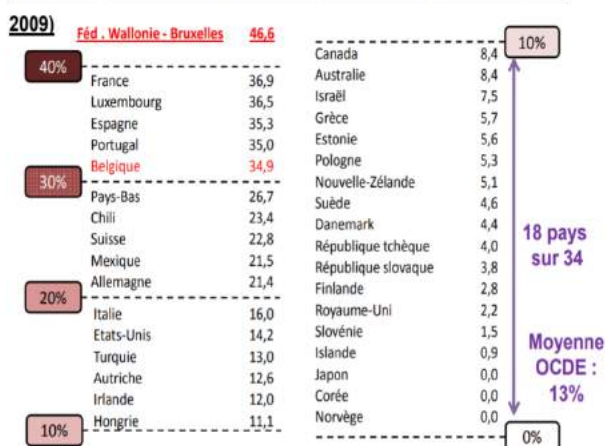 2009)
Féd . Wallonie - Bruxelles 46,6
40%
France 36,9
Luxembourg 36,5
Espagne 35,3
Portugal 35,0
Belgique 34,9
30%
Pays-Bas 26,7
Chili 23,4
Suisse 22,8
Mexique 21,5
Allemagne 21,4
20%
Italie 16,0
Etats-Unis 14,2
Turquie 13,0
Autriche 12,6
Irlande 12,0
Hongrie 11,1
10%
10%
Canada 8,4
Australie 8,4
Israël 7,5
Grèce 5,7
Estonie 5,6
Pologne 5,3
Nouvelle-Zélande 5,1
Suède 4,6
Danemark 4,4
République tchèque 4,0
République slovaque 3,8
Finlande 2,8
Royaume-Uni 2,2
Slovénie 1,5
Islande 0,9
Japon 0,0
Corée 0,0
Norvège 0,0
0%
18 pays
sur 34
Moyenne
OCDE :
13%